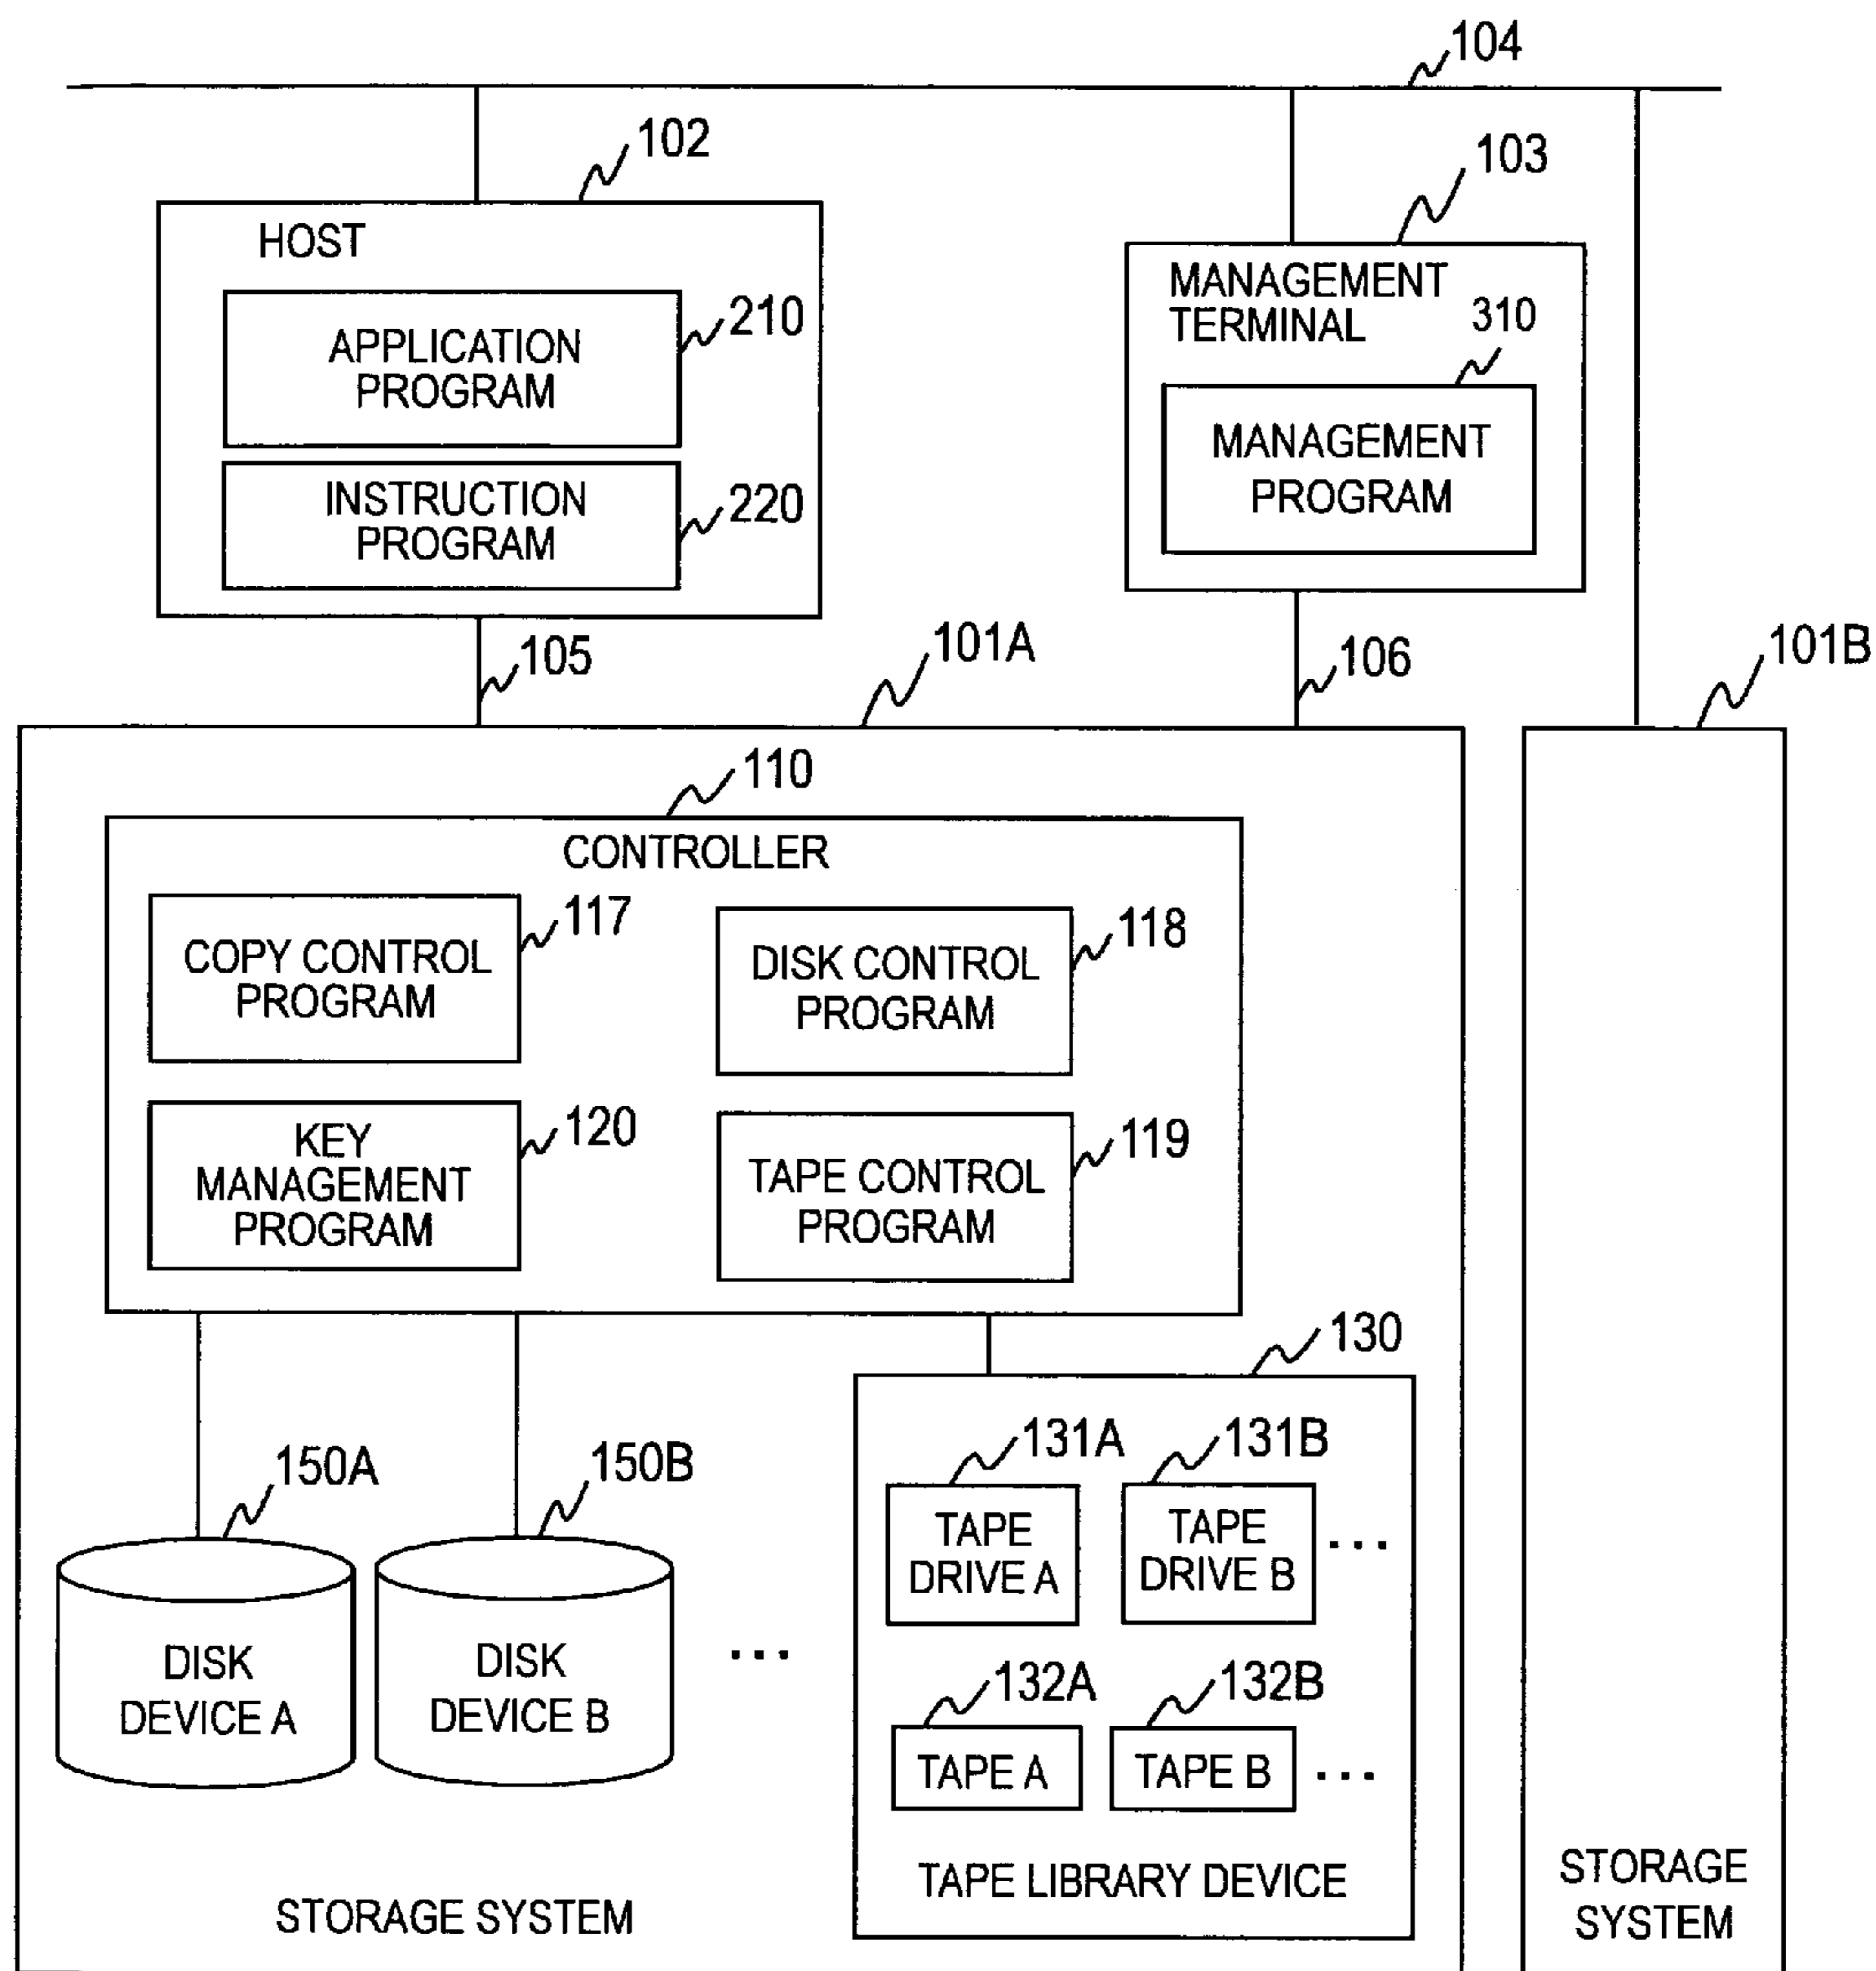 104
102
103
HOST
MANAGEMENT
TERMINAL
210
310
APPLICATION
PROGRAM
MANAGEMENT
PROGRAM
220
INSTRUCTION
PROGRAM
105
101A
106
101B
110
CONTROLLER
117
118
COPY CONTROL
PROGRAM
DISK CONTROL
PROGRAM
120
119
KEY
MANAGEMENT
PROGRAM
TAPE CONTROL
PROGRAM
130
131A
131B
150A
150B
TAPE
DRIVE A
TAPE
DRIVE B
...
DISK
DEVICE A
DISK
DEVICE B
...
132A
132B
TAPE A
TAPE B
...
TAPE LIBRARY DEVICE
STORAGE SYSTEM
STORAGE
SYSTEM